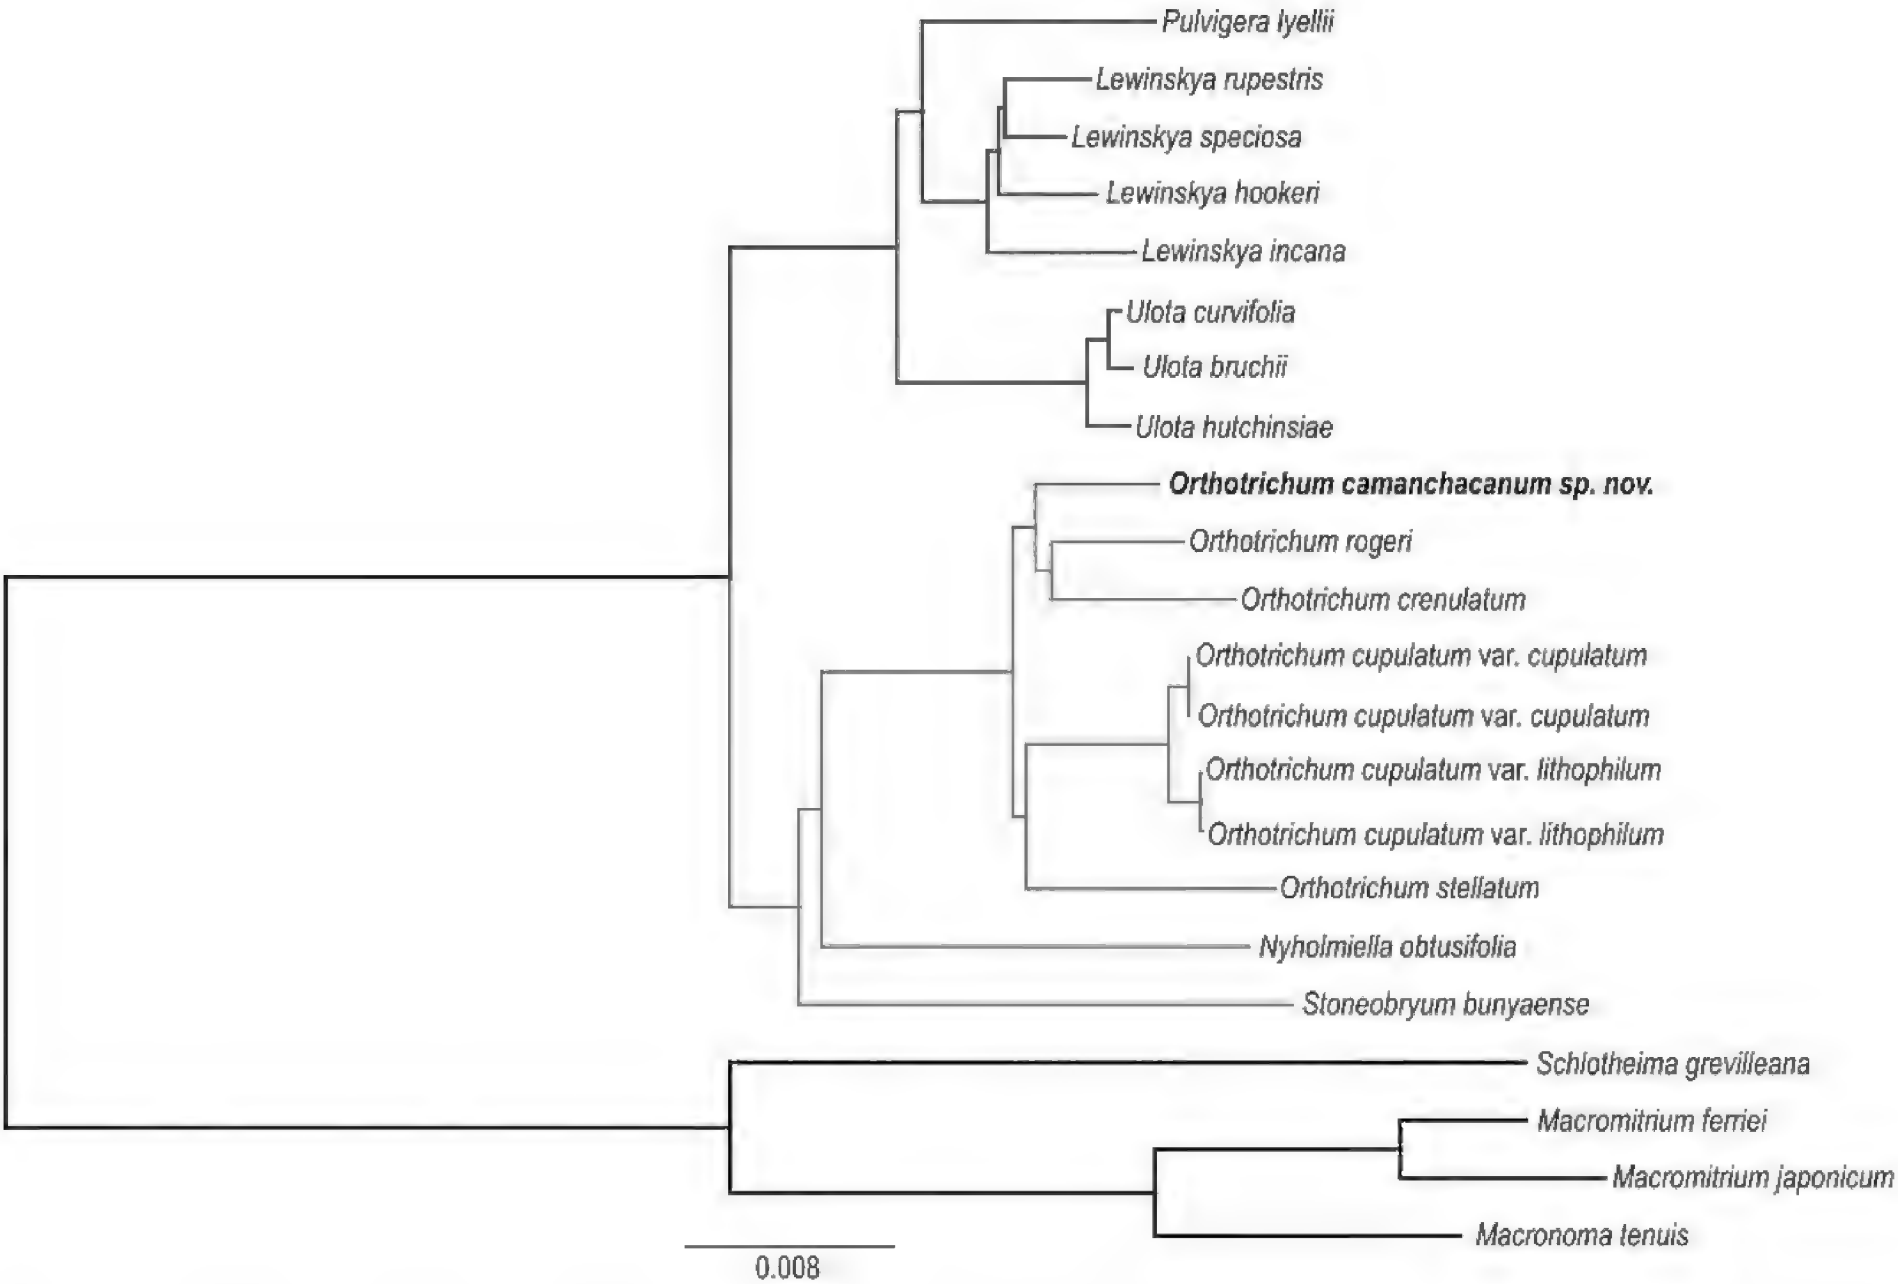 Pulvigera lyellii
Lewinskya rupestris
Lewinskya speciosa
Lewinskya hookeri
Lewinskya incana
Ulota curvifolia
Ulota bruchii
Ulota hutchinsiae
Orthotrichum camanchacanum sp. nov.
Orthotrichum rogeri
Orthotrichum crenulatum
Orthotrichum cupulatum var. cupulatum
Orthotrichum cupulatum var. cupulatum
Orthotrichum cupulatum var. lithophilum
Orthotrichum cupulatum var. lithophilum
Orthotrichum stellatum
Nyholmiella obtusifolia
Stoneobryum bunyaense
Schlotheima grevilleana
Macromitrium ferriei
Macromitrium japonicum
Macronoma tenuis
0.008